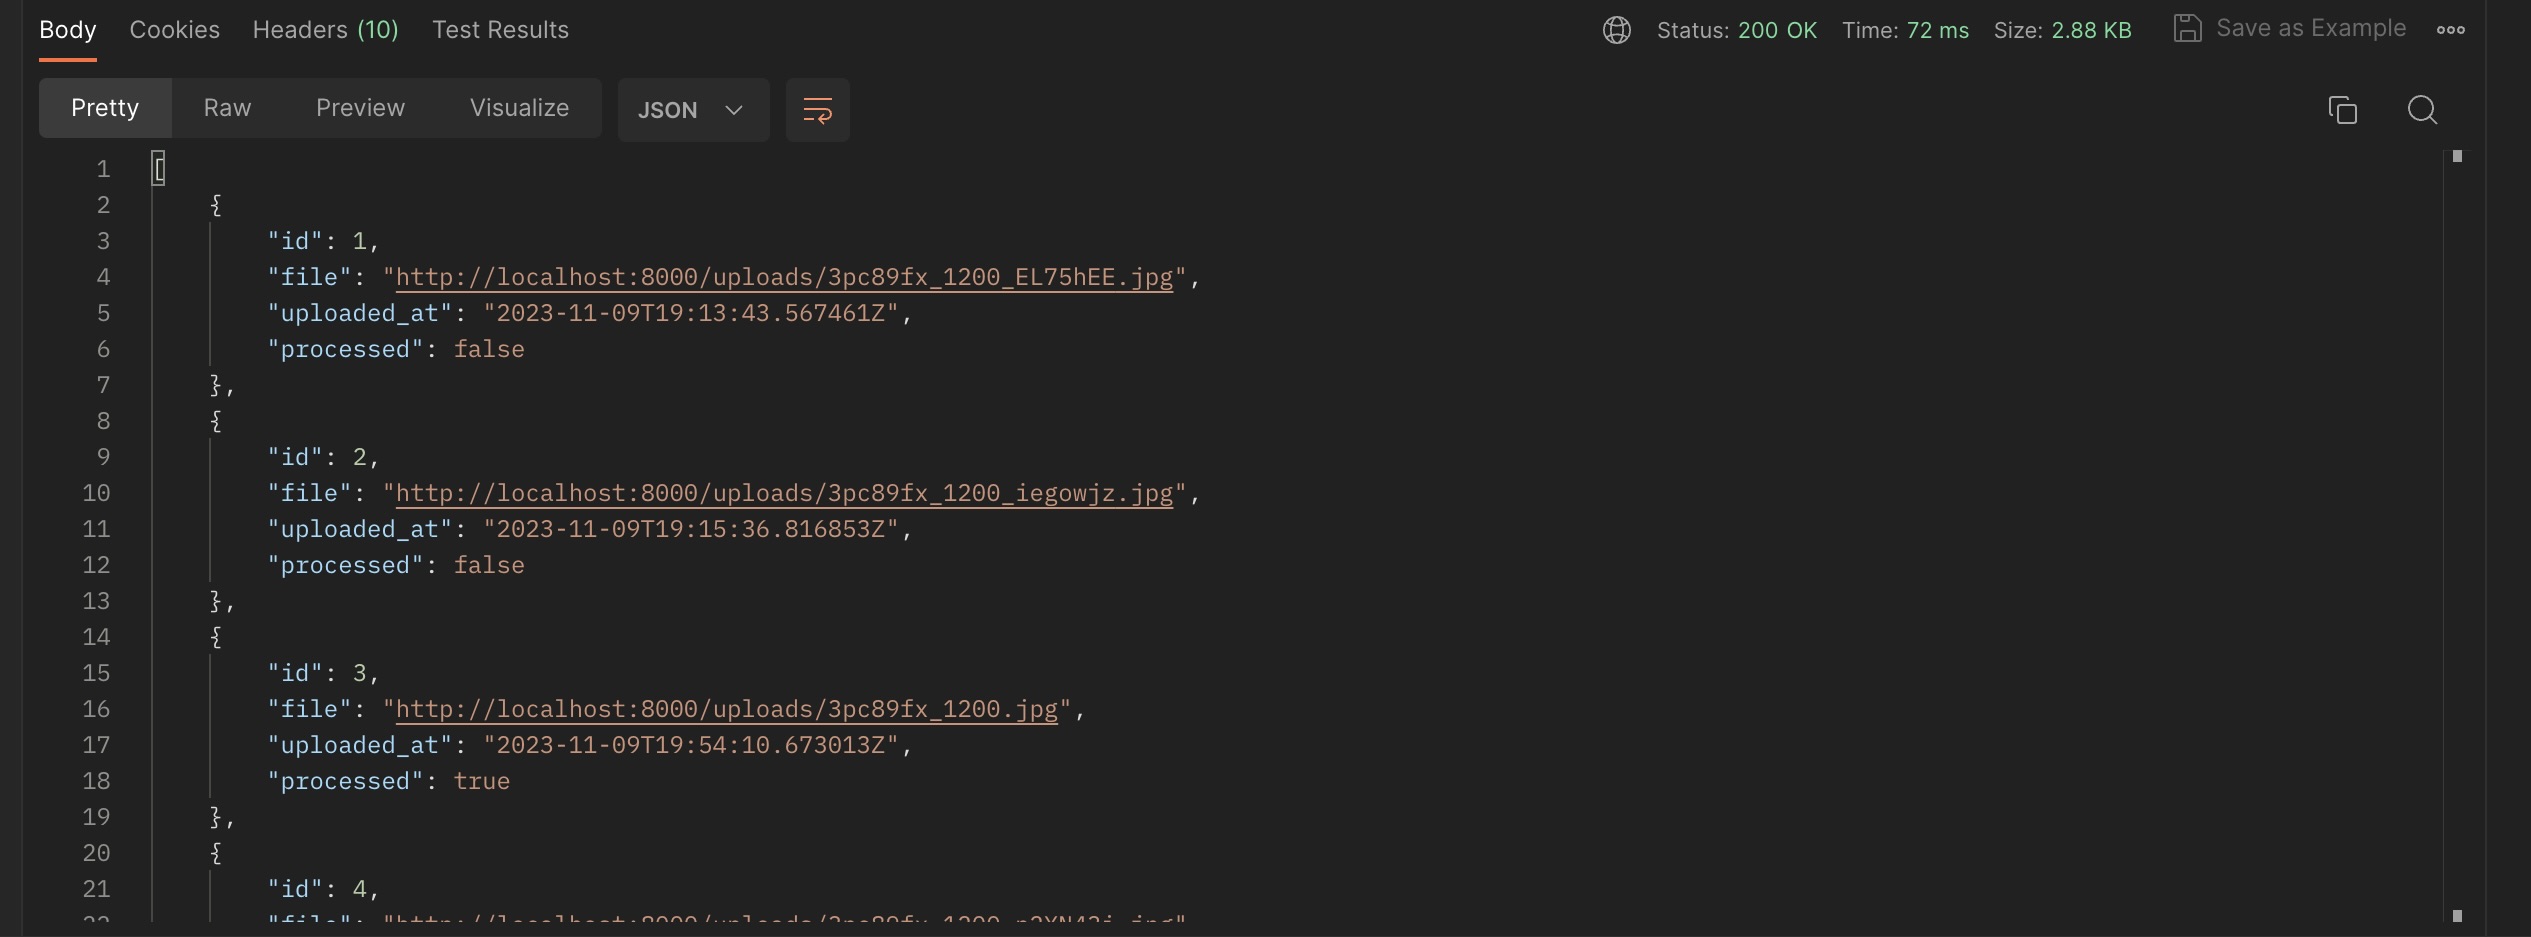 Body Cookies Headers (10) Test Results Status: 200 OK Time: 72 ms Size: 2.88 KB Save as Example
Pretty Raw Preview Visualize JSON
1 [
2 {
3 "id": 1,
4 "file": "http://localhost:8000/uploads/3pc89fx_1200_EL75hEE.jpg",
5 "uploaded_at": "2023-11-09T19:13:43.567461Z",
6 "processed": false
7 },
8 {
9 "id": 2,
10 "file": "http://localhost:8000/uploads/3pc89fx_1200_iegowjz.jpg",
11 "uploaded_at": "2023-11-09T19:15:36.816853Z",
12 "processed": false
13 },
14 {
15 "id": 3,
16 "file": "http://localhost:8000/uploads/3pc89fx_1200.jpg",
17 "uploaded_at": "2023-11-09T19:54:10.673013Z",
18 "processed": true
19 },
20 {
21 "id": 4,